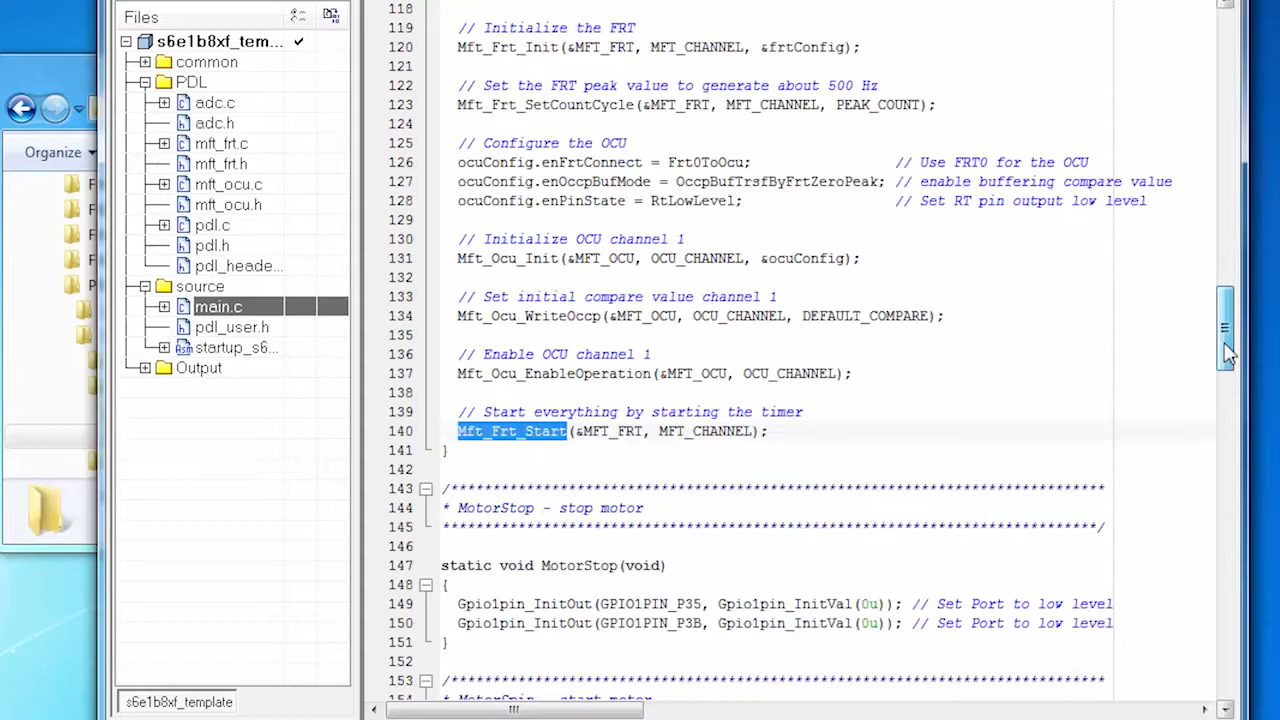 Files
s6e1b8xf_tem...
common
PDL
adc.c
adc.h
mft_frt.c
mft_frt.h
mft_ocu.c
mft_ocu.h
pdl.c
pdl.h
pdl_heade...
source
main.c
pdl_user.h
startup_s6...
Output
s6e1b8xf_template
Organize
F
F
F
P
118
119 // Initialize the FRT
120 Mft_Frt_Init(&MFT_FRT, MFT_CHANNEL, &frtConfig);
121
122 // Set the FRT peak value to generate about 500 Hz
123 Mft_Frt_SetCountCycle(&MFT_FRT, MFT_CHANNEL, PEAK_COUNT);
124
125 // Configure the OCU
126 ocuConfig.enFrtConnect = Frt0ToOcu; // Use FRT0 for the OCU
127 ocuConfig.enOccpBufMode = OccpBufTrsfByFrtZeroPeak; // enable buffering compare value
128 ocuConfig.enPinState = RtLowLevel; // Set RT pin output low level
129
130 // Initialize OCU channel 1
131 Mft_Ocu_Init(&MFT_OCU, OCU_CHANNEL, &ocuConfig);
132
133 // Set initial compare value channel 1
134 Mft_Ocu_WriteOccp(&MFT_OCU, OCU_CHANNEL, DEFAULT_COMPARE);
135
136 // Enable OCU channel 1
137 Mft_Ocu_EnableOperation(&MFT_OCU, OCU_CHANNEL);
138
139 // Start everything by starting the timer
140 Mft_Frt_Start(&MFT_FRT, MFT_CHANNEL);
141 }
142
143 /*******************************************************************************
144 * MotorStop - stop motor
145 *******************************************************************************/
146
147 static void MotorStop(void)
148 {
149 Gpio1pin_InitOut(GPIO1PIN_P35, Gpio1pin_InitVal(0u)); // Set Port to low level
150 Gpio1pin_InitOut(GPIO1PIN_P3B, Gpio1pin_InitVal(0u)); // Set Port to low level
151 }
152
153 /*******************************************************************************
154 * MotorSpin - start motor